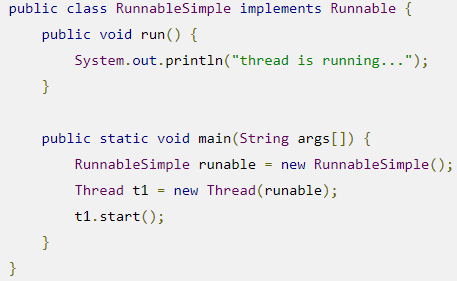 public class RunnableSimple implements Runnable {
    public void run() {
        System.out.println("thread is running...");
    }

    public static void main(String args[]) {
        RunnableSimple runable = new RunnableSimple();
        Thread t1 = new Thread(runable);
        t1.start();
    }
}